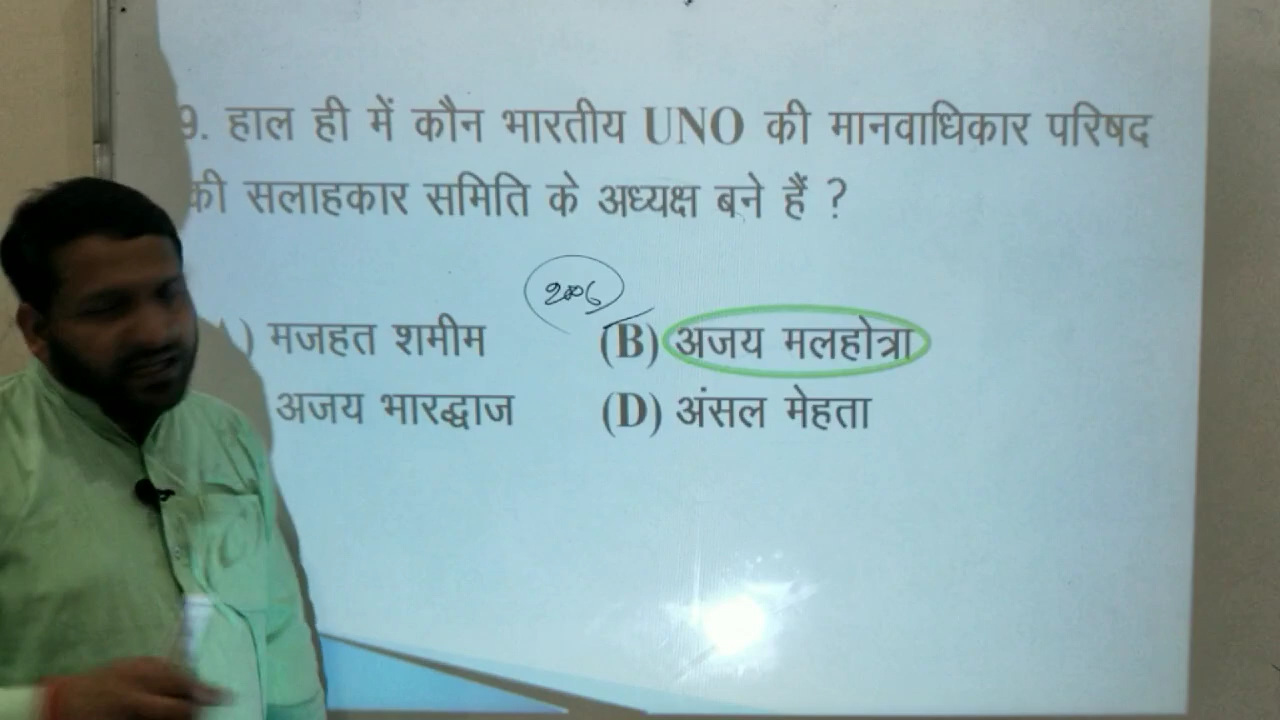 9. हाल ही में कौन भारतीय UNO की मानवाधिकार परिषद
की सलाहकार समिति के अध्यक्ष बने हैं ?
2006
) मजहत शमीम (B) अजय मलहोत्रा
अजय भारद्धाज (D) अंसल मेहता